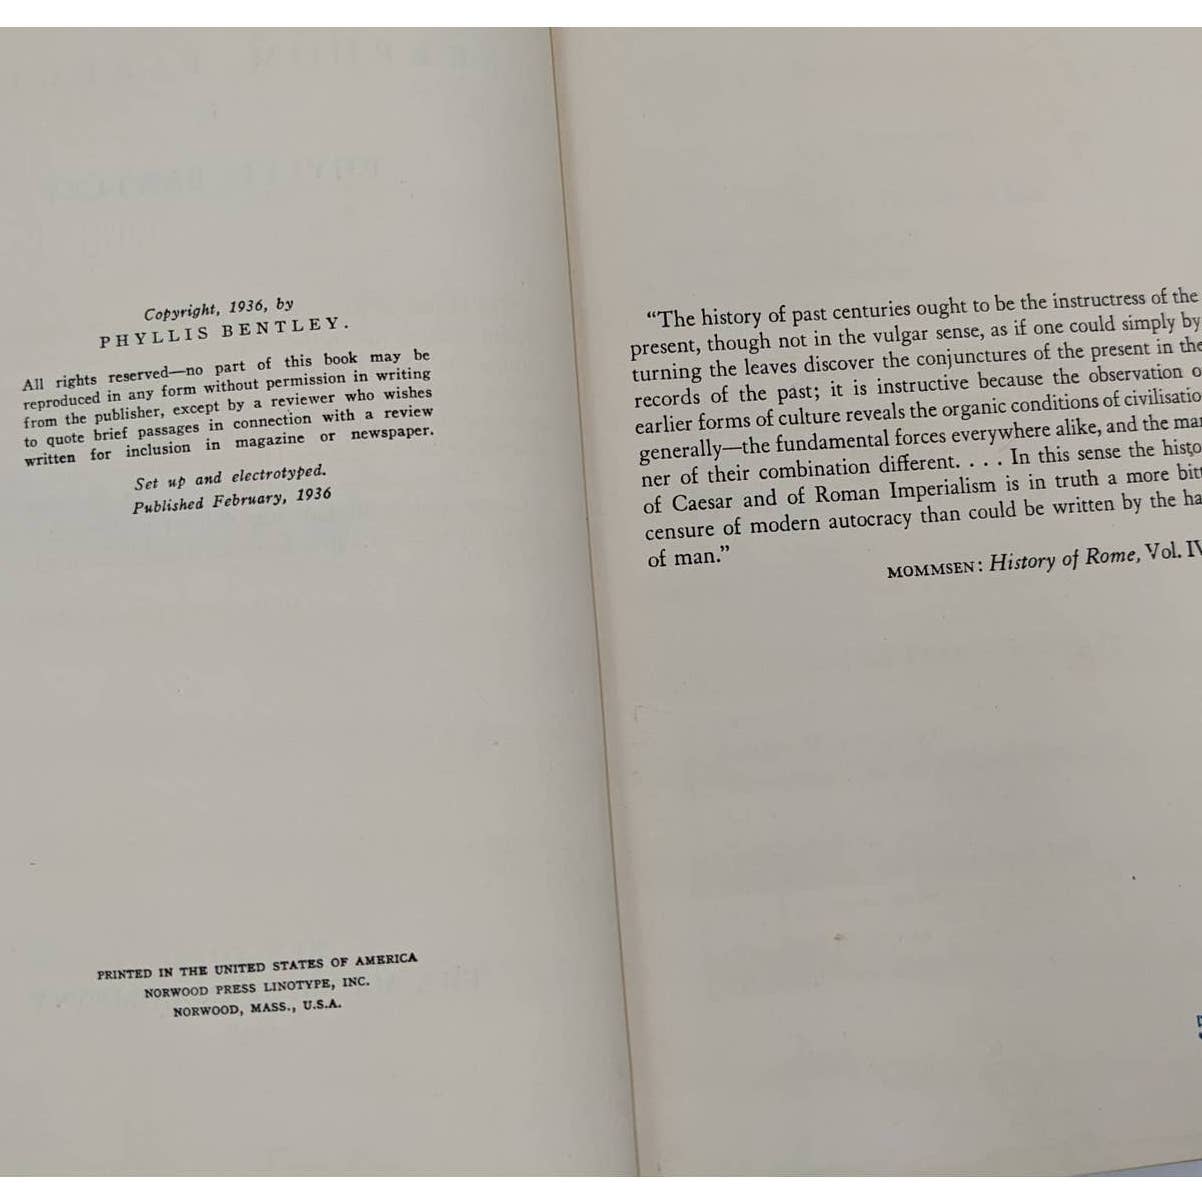 Copyright, 1936, by
PHYLLIS BENTLEY.
All rights reserved—no part of this book may be
reproduced in any form without permission in writing
from the publisher, except by a reviewer who wishes
to quote brief passages in connection with a review
written for inclusion in magazine or newspaper.
Set up and electrotyped.
Published February, 1936
PRINTED IN THE UNITED STATES OF AMERICA
NORWOOD PRESS LINOTYPE, INC.
NORWOOD, MASS., U.S.A.
“The history of past centuries ought to be the instructress of the
present, though not in the vulgar sense, as if one could simply by
turning the leaves discover the conjunctures of the present in the
records of the past; it is instructive because the observation o
earlier forms of culture reveals the organic conditions of civilisatio
generally—the fundamental forces everywhere alike, and the man
ner of their combination different. . . . In this sense the histo
of Caesar and of Roman Imperialism is in truth a more bitt
censure of modern autocracy than could be written by the ha
of man.”
MOMMSEN: History of Rome, Vol. IV